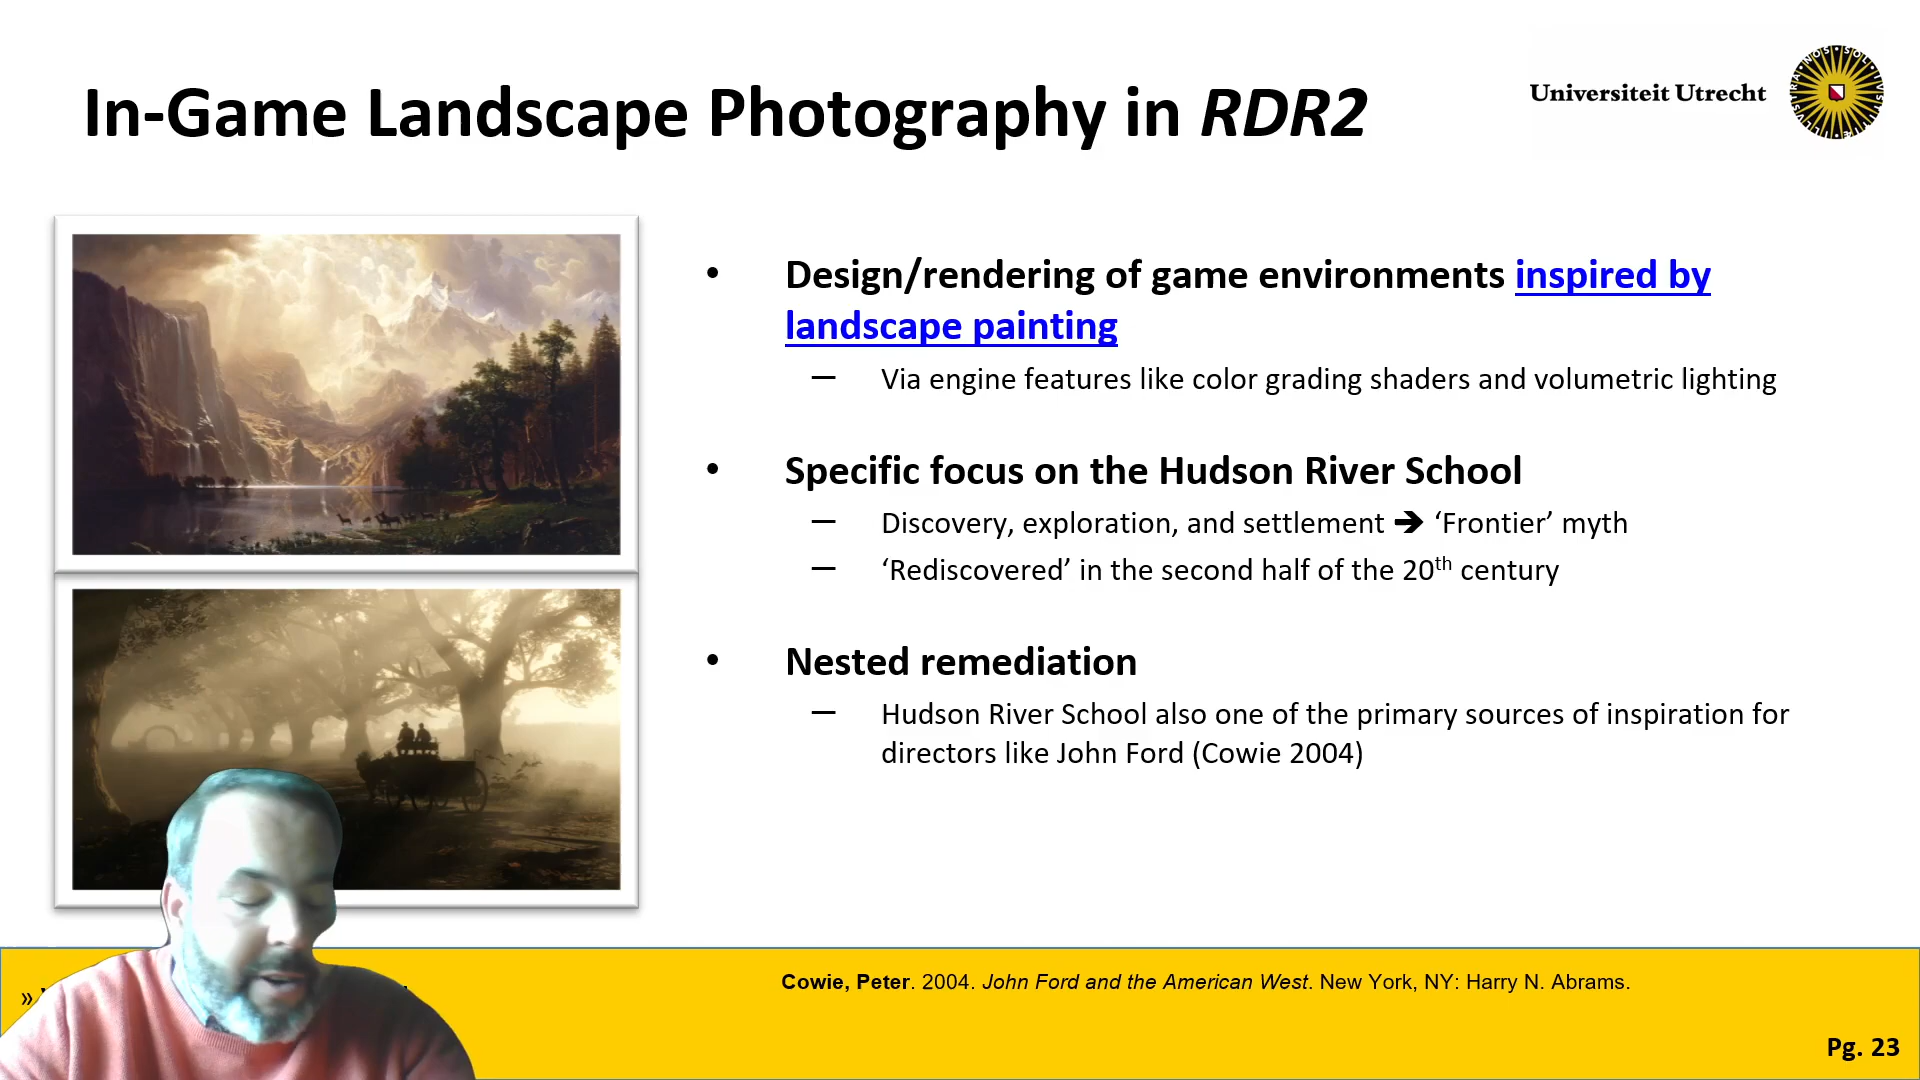 In-Game Landscape Photography in RDR2
Universiteit Utrecht
• Design/rendering of game environments inspired by
landscape painting
— Via engine features like color grading shaders and volumetric lighting
• Specific focus on the Hudson River School
— Discovery, exploration, and settlement ➔ ‘Frontier’ myth
— ‘Rediscovered’ in the second half of the 20th century
• Nested remediation
— Hudson River School also one of the primary sources of inspiration for
directors like John Ford (Cowie 2004)
»
Cowie, Peter. 2004. John Ford and the American West. New York, NY: Harry N. Abrams.
Pg. 23